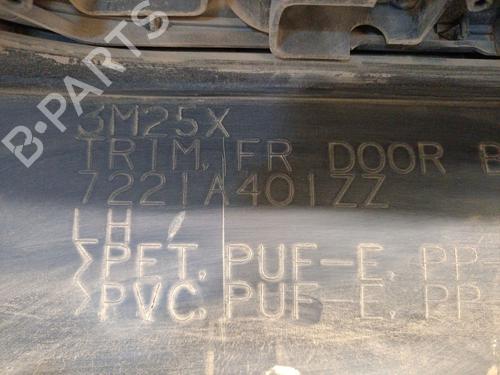 3M25X
TRIM, FR DOOR B
7221A401ZZ
LH
>PET, PUF-E, PP
>PVC, PUF-E, PP
B-PARTS